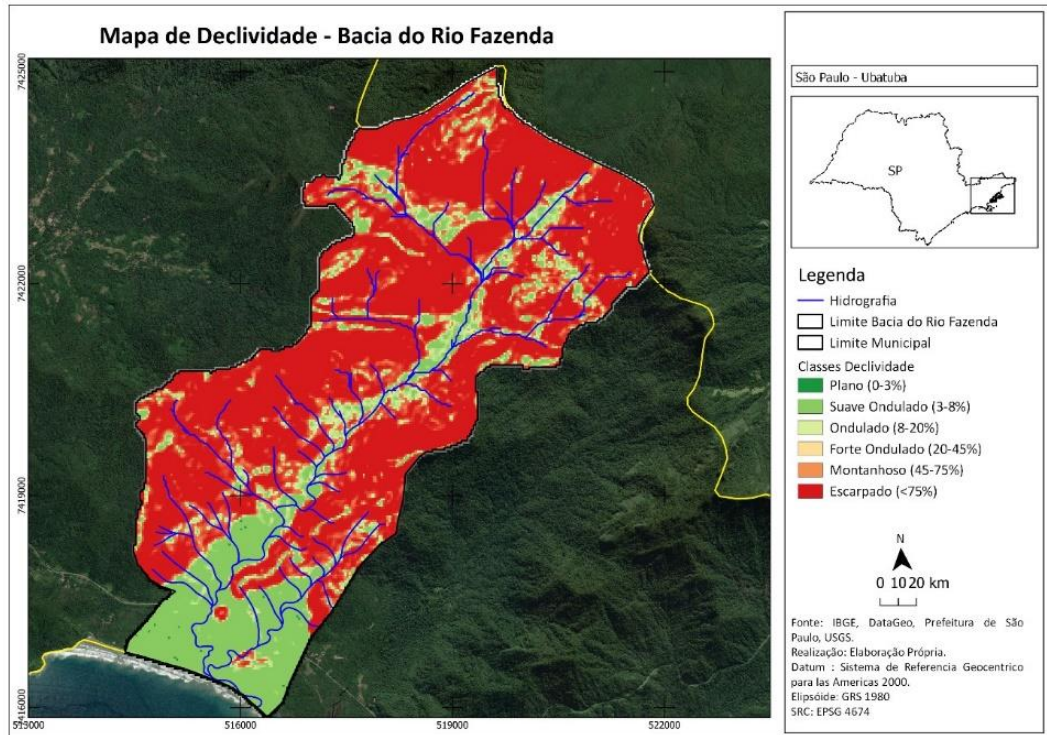 Mapa de Declividade - Bacia do Rio Fazenda
7425000
7422000
7419000
7416000
513000
516000
519000
522000
São Paulo - Ubatuba
SP
Legenda
Hidrografia
Limite Bacia do Rio Fazenda
Limite Municipal
Classes Declividade
Plano (0-3%)
Suave Ondulado (3-8%)
Ondulado (8-20%)
Forte Ondulado (20-45%)
Montanhoso (45-75%)
Escarpado (<75%)
N
0 10 20 km
Fonte: IBGE, DataGeo, Prefeitura de São
Paulo, USGS.
Realização: Elaboração Própria.
Datum : Sistema de Referencia Geocentrico
para las Americas 2000.
Elipsóide: GRS 1980
SRC: EPSG 4674